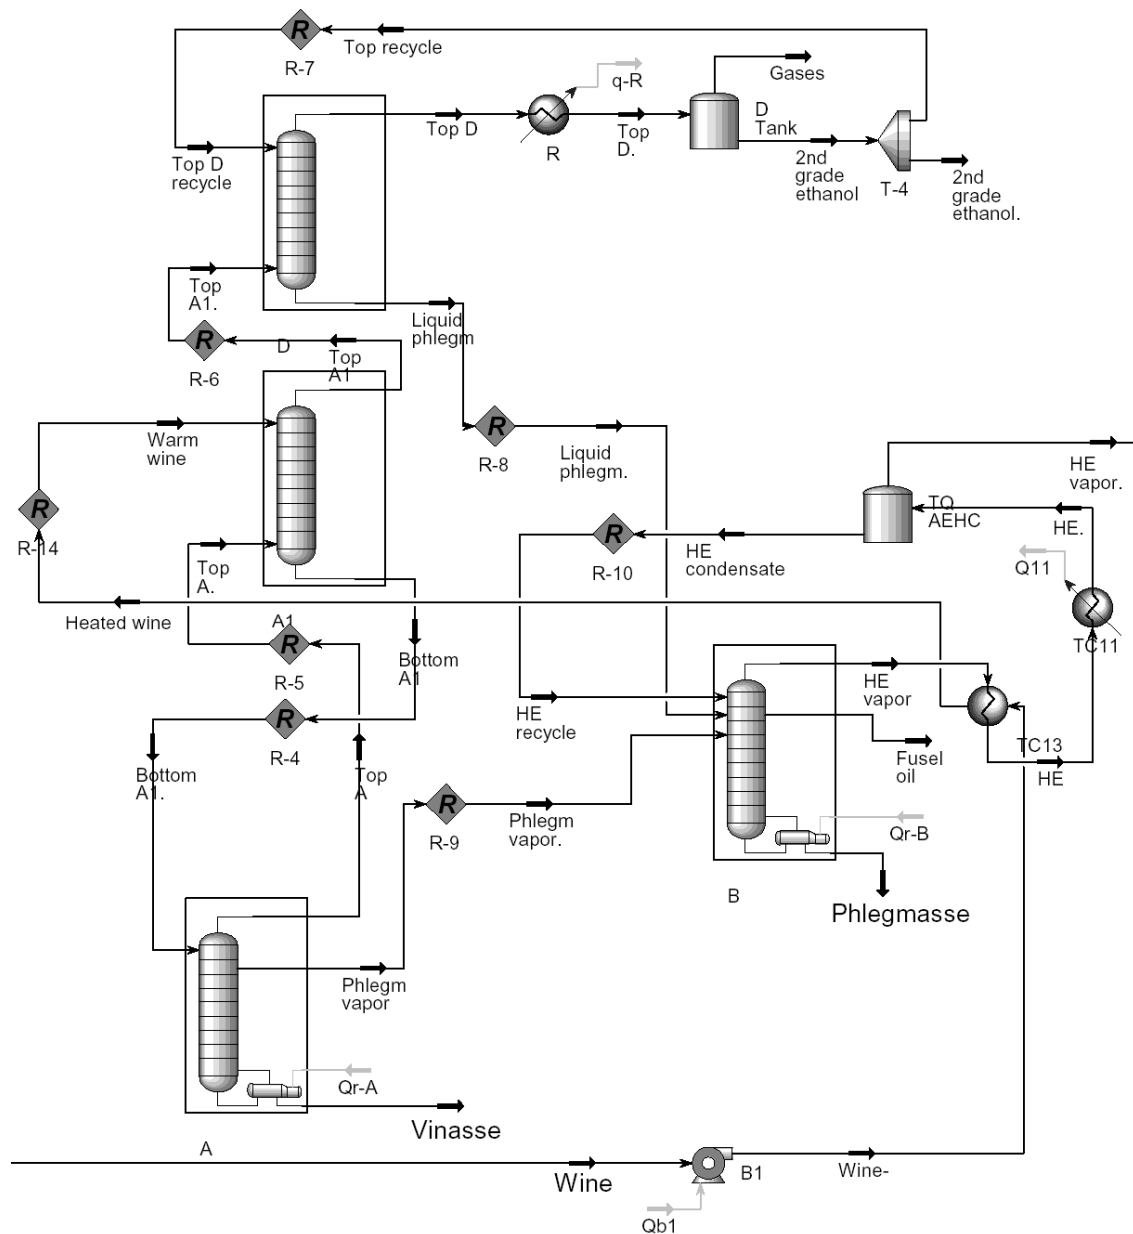 R
Top recycle
R-7
q-R
Gases
Top D
Top
D.
D
Tank
R
2nd
grade
ethanol
T-4
2nd
grade
ethanol.
Top D
recycle
Top
A1.
Liquid
phlegm
R
R-6
D
Top
A1
Warm
wine
R
R-8
Liquid
phlegm.
HE
vapor.
R
R-14
TQ
AEHC
HE.
R
R-10
HE
condensate
Top
A.
Q11
Heated wine
A1
R
R-5
Bottom
A1
TC11
HE
vapor
HE
recycle
R
R-4
TC13
HE
Fusel
oil
Bottom
A1.
Top
A
R
R-9
Phlegm
vapor.
Qr-B
B
Phlegmasse
Phlegm
vapor
Qr-A
Vinasse
A
Wine
B1
Wine-
Qb1